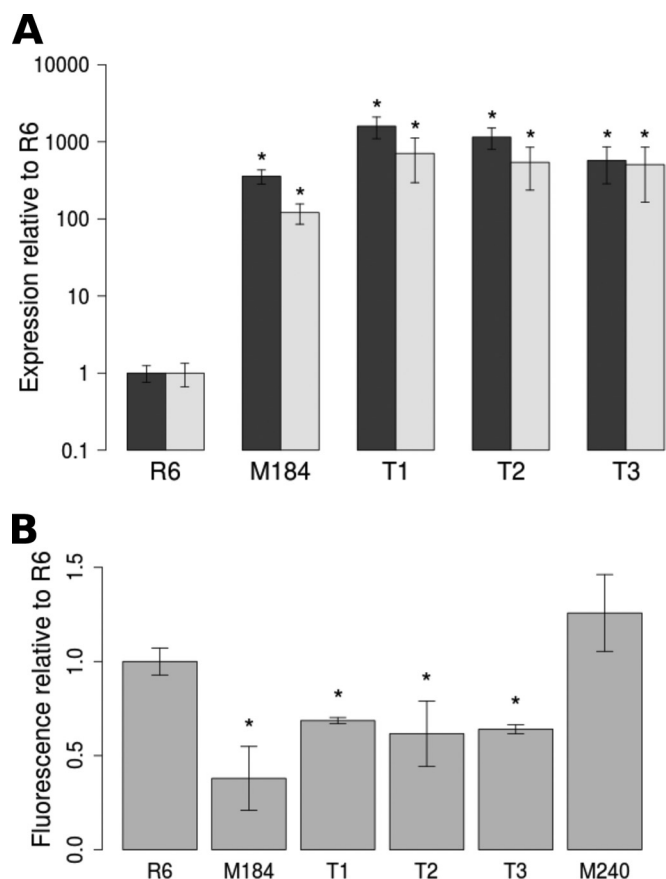 A
Expression relative to R6
10000
1000
100
10
1
0.1
* * * * * * * *
R6 M184 T1 T2 T3
B
Fluorescence relative to R6
1.5
1.0
0.5
0.0
* * * *
R6 M184 T1 T2 T3 M240